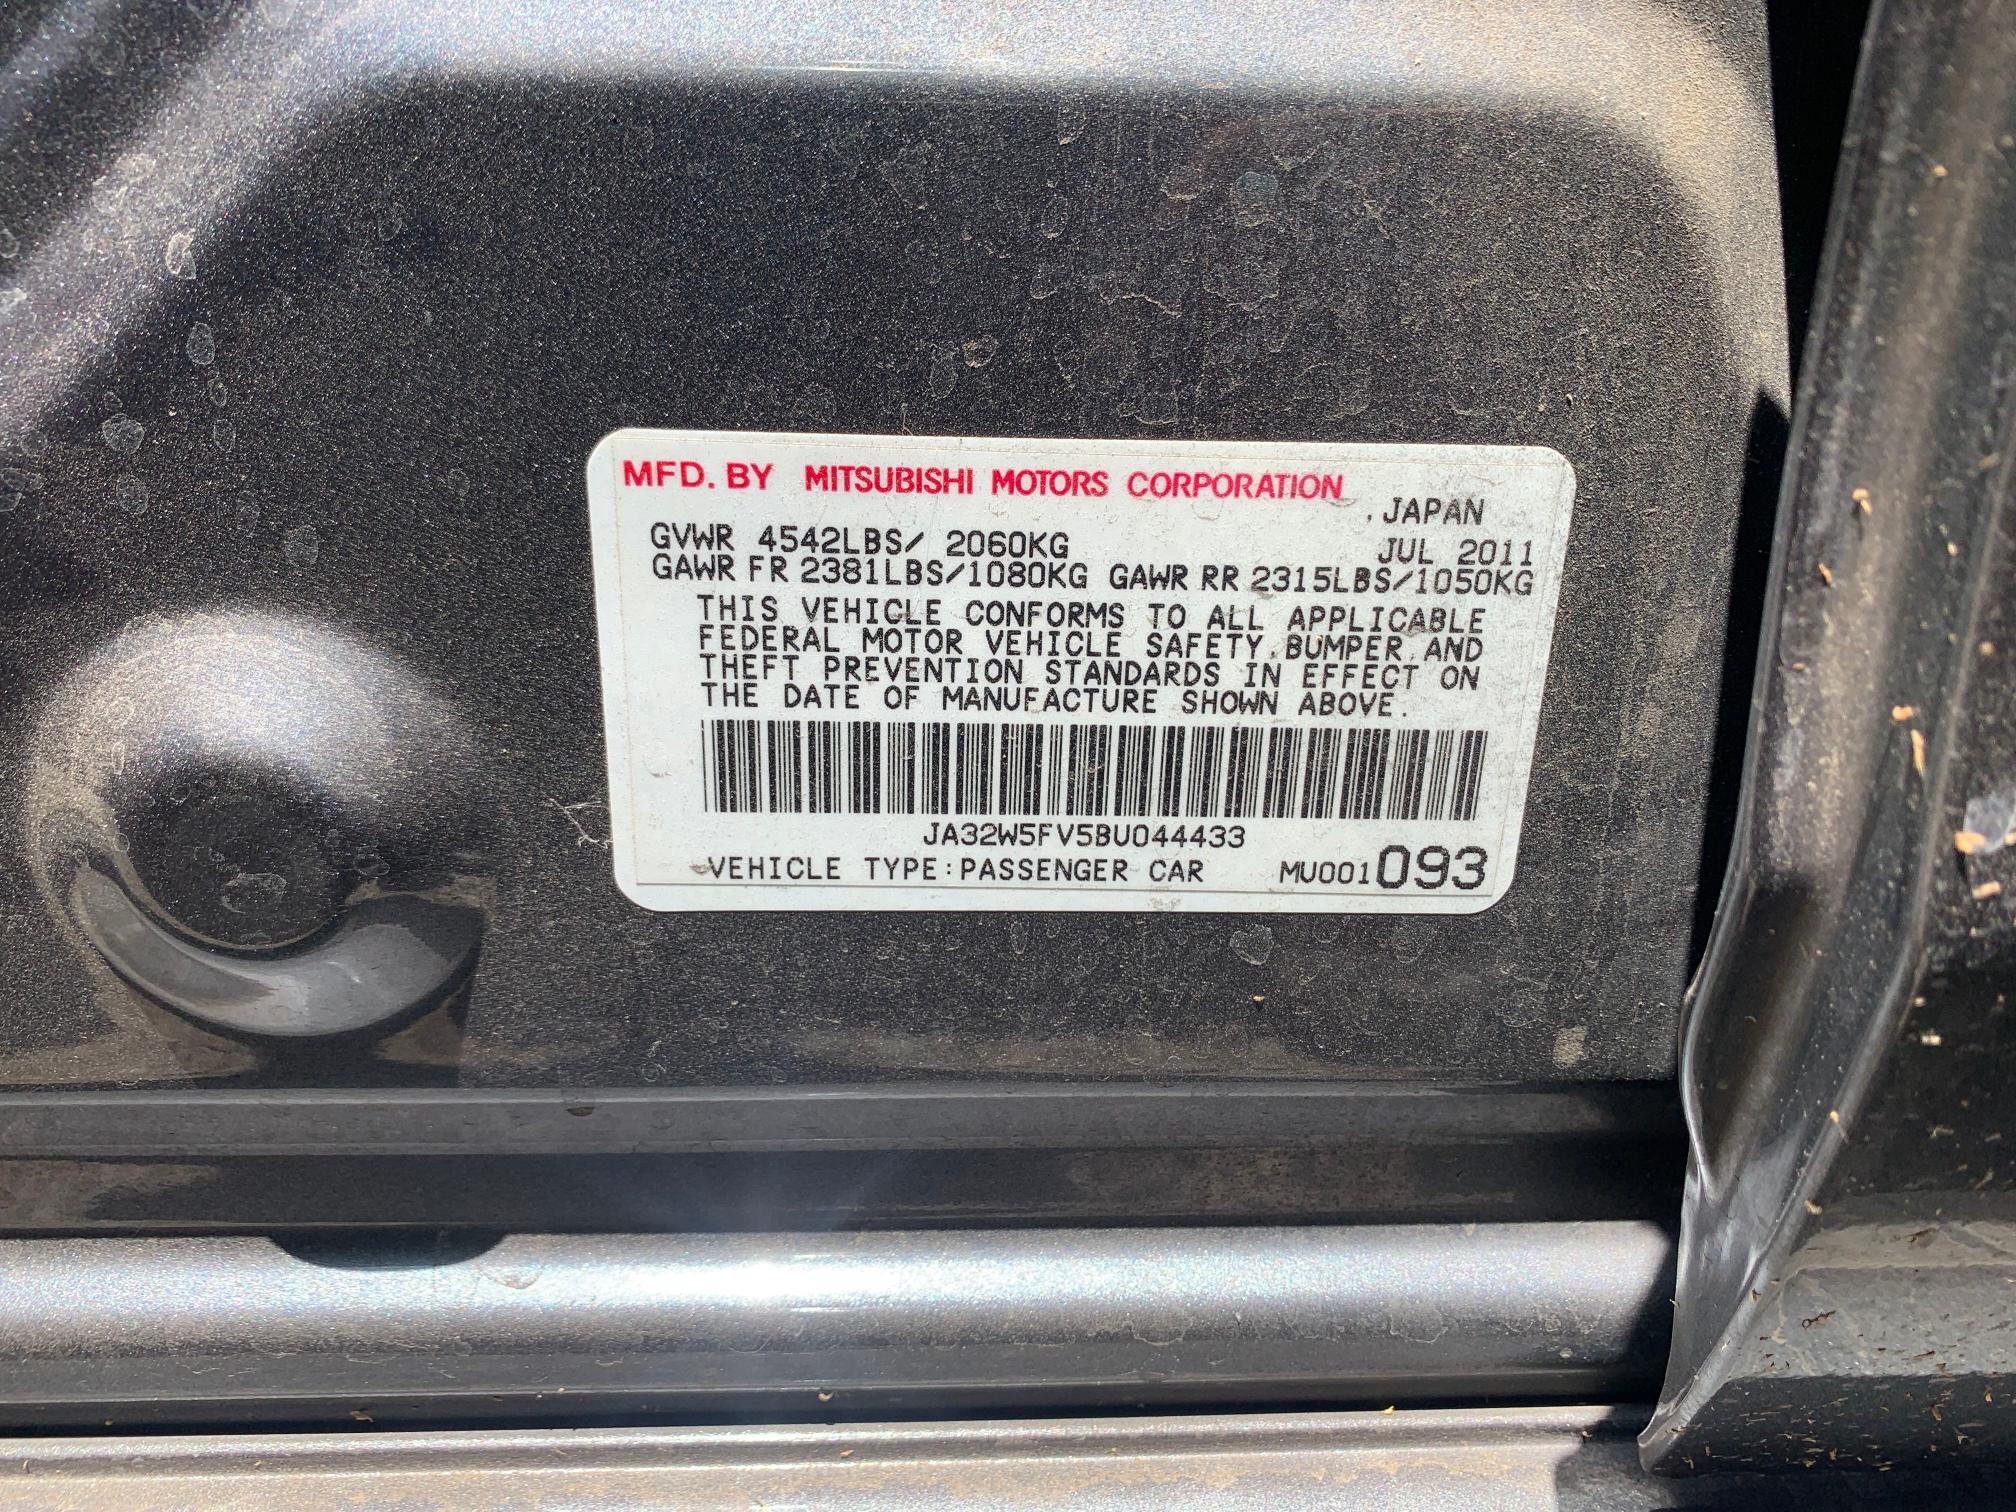 MFD. BY MITSUBISHI MOTORS CORPORATION
, JAPAN
GVWR 4542LBS/ 2060KG JUL 2011
GAWR FR 2381LBS/1080KG GAWR RR 2315LBS/1050KG
THIS VEHICLE CONFORMS TO ALL APPLICABLE
FEDERAL MOTOR VEHICLE SAFETY, BUMPER, AND
THEFT PREVENTION STANDARDS IN EFFECT ON
THE DATE OF MANUFACTURE SHOWN ABOVE.
JA32W5FV5BU044433
VEHICLE TYPE:PASSENGER CAR MU001093